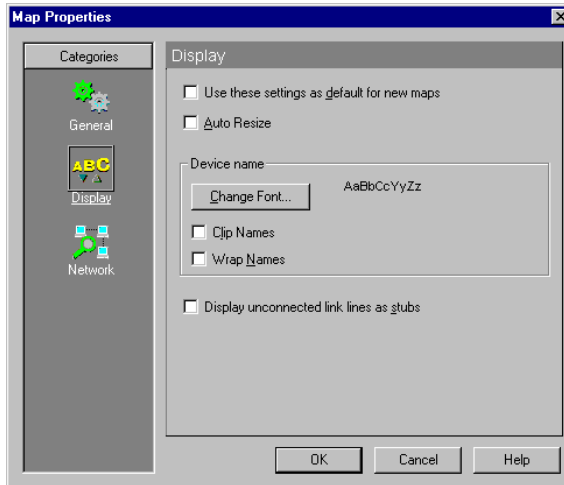 Map Properties
Categories
General
ABC
Display
Network
Display
Use these settings as default for new maps
Auto Resize
Device name
Change Font...
AaBbCcYyZz
Clip Names
Wrap Names
Display unconnected link lines as stubs
OK
Cancel
Help